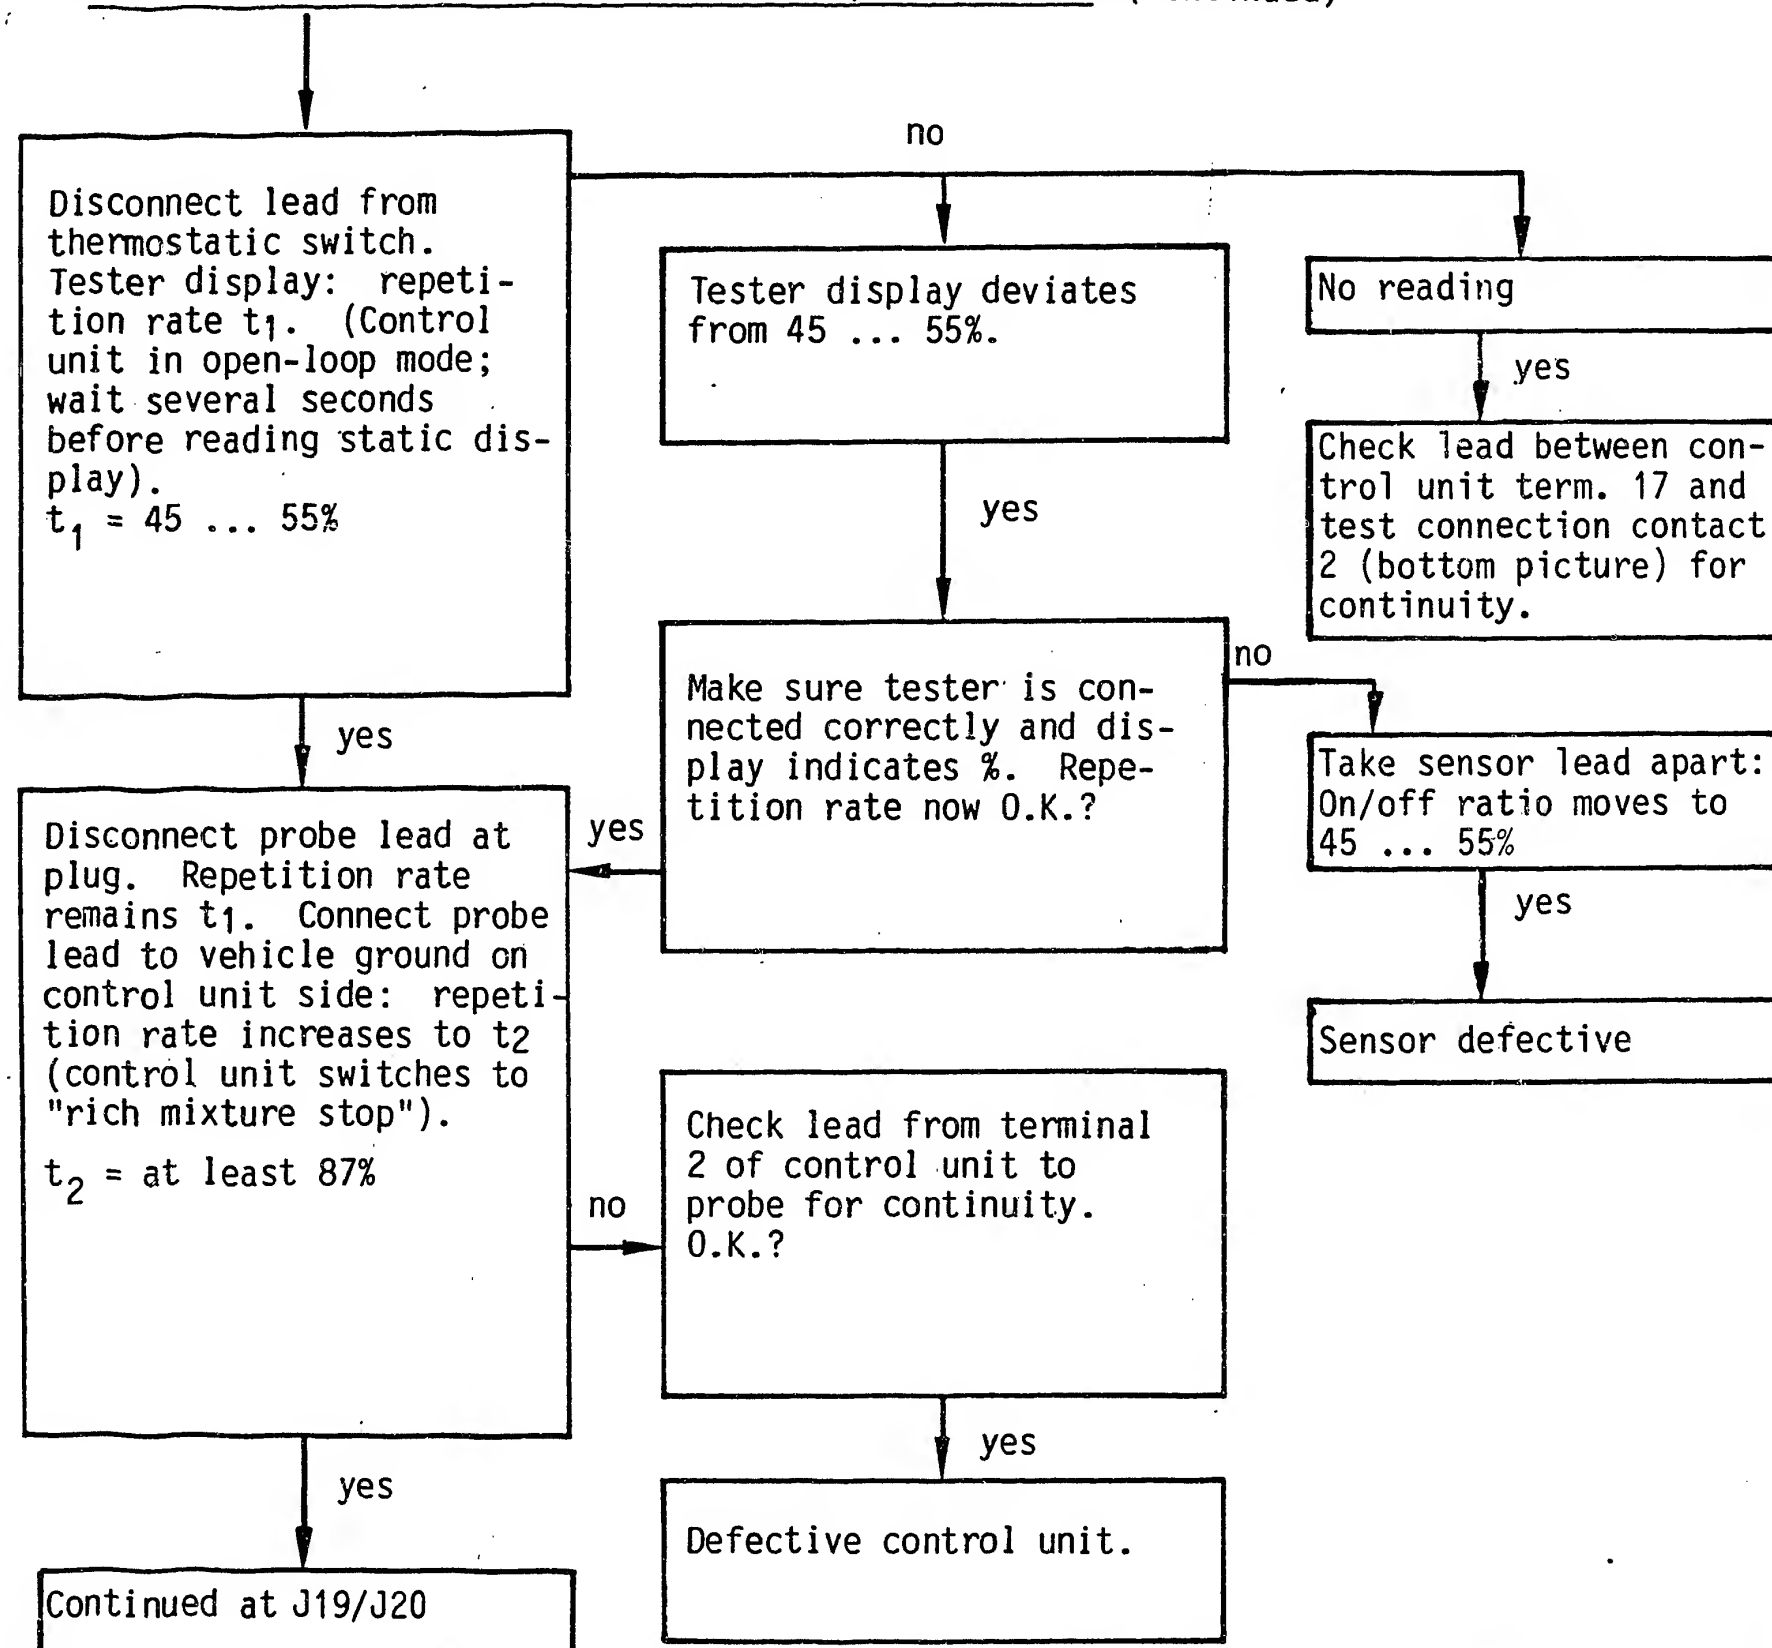 no
Disconnect lead from
thermostatic switch.
Tester display: repeti-
tion rate t1. (Control
unit in open-loop mode;
wait several seconds
before reading static dis-
play).
t1 = 45 ... 55%
Tester display deviates
from 45 ... 55%.
No reading
yes
Check lead between con-
trol unit term. 17 and
test connection contact
2 (bottom picture) for
continuity.
yes
no
Make sure tester is con-
nected correctly and dis-
play indicates %. Repe-
tition rate now O.K.?
Take sensor lead apart:
On/off ratio moves to
45 ... 55%
yes
Sensor defective
yes
yes
Disconnect probe lead at
plug. Repetition rate
remains t1. Connect probe
lead to vehicle ground on
control unit side: repeti-
tion rate increases to t2
(control unit switches to
"rich mixture stop").
t2 = at least 87%
no
Check lead from terminal
2 of control unit to
probe for continuity.
O.K.?
yes
Defective control unit.
yes
Continued at J19/J20